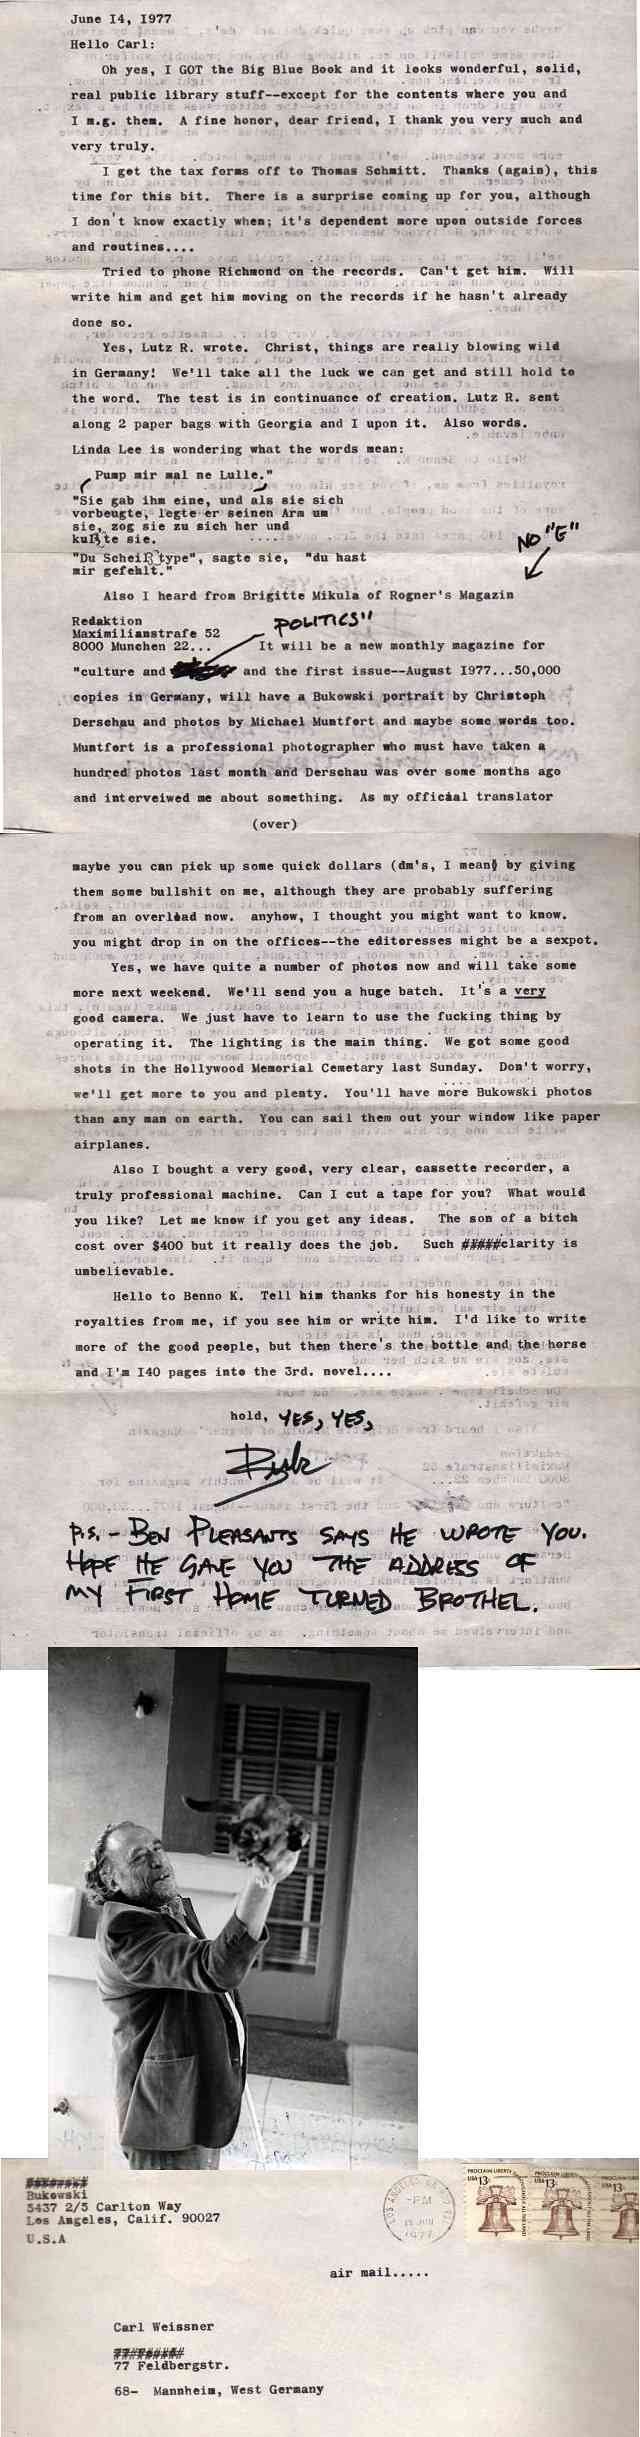 June I4, I977
Hello Carl:
Oh yes, I GOT the Big Blue Book and it looks wonderful, solid,
real public library stuff--except for the contents where you and
I m.g. them.  A fine honor, dear friend, I thank you very much and
very truly.
I got the tax forms off to Thomas Schmitt.  Thanks (again), this
time for this bit.  There is a surprise coming up for you, although
I don't know exactly when; it's dependent more upon outside forces
and routines....
Tried to phone Richmond on the records.  Can't get him.  Will
write him and get him moving on the records if he hasn't already
done so.
Yes, Lutz R. wrote.  Christ, things are really blowing wild
in Germany!  We'll take all the luck we can get and still hold to
the word.  The test is in continuance of creation. Lutz R. sent
along 2 paper bags with Georgia and I upon it.  Also words.
Linda Lee is wondering what the words mean:
Pump mir mal ne Lulle."
"Sie gab ihm eine, und als sie sich
vorbeugte, legte er seinen Arm um
sie, zog sie zu sich her und
kußte sie.
"Du Scheißtype", sagte sie, "du hast
mir gefehlt."
NO "E"
Also I heard from Brigitte Mikula of Rogner's Magazin
Redaktion
Maximilianstrafe 52
8000 Munchen 22...
POLITICS"
It will be a new monthly magazine for
"culture and and the first issue--August I977...50,000
copies in Germany, will have a Bukowski portrait by Christoph
Derschau and photos by Michael Muntfort and maybe some words too.
Muntfort is a professional photographer who must have taken a
hundred photos last month and Derschau was over some months ago
and interveiwed me about something.  As my official translator
(over)
maybe you can pick up some quick dollars (dm's, I mean) by giving
them some bullshit on me, although they are probably suffering
from an overload now.  anyhow, I thought you might want to know.
you might drop in on the offices--the editoresses might be a sexpot.
Yes, we have quite a number of photos now and will take some
more next weekend.  We'll send you a huge batch.  It's a very
good camera.  We just have to learn to use the fucking thing by
operating it.  The lighting is the main thing.  We got some good
shots in the Hollywood Memorial Cemetary last Sunday.  Don't worry,
we'll get more to you and plenty.  You'll have more Bukowski photos
than any man on earth.  You can sail them out your window like paper
airplanes.
Also I bought a very good, very clear, cassette recorder, a
truly professional machine.  Can I cut a tape for you?  What would
you like?  Let me know if you get any ideas.   The son of a bitch
cost over $400 but it really does the job.   Such clarity is
umbelievable.
Hello to Benno K.  Tell him thanks for his honesty in the
royalties from me, if you see him or write him.  I'd like to write
more of the good people, but then there's the bottle and the horse
and I'm I40 pages into the 3rd. novel....
hold, YES, YES,
Buk
P.S. - BEN PLEASANTS SAYS HE WROTE YOU.
HOPE HE GAVE YOU THE ADDRESS OF
MY FIRST HOME TURNED BROTHEL.
Bukowski
5437 2/5 Carlton Way
Los Angeles, Calif. 90027
U.S.A
LOS ANGELES
PM
1977
PROCLAIM LIBERTY
USA 13c
PROCLAIM LIBERTY
USA 13c
PROCLAIM
USA 13c
air mail.....
Carl Weissner
77 Feldbergstr.
68-  Mannheim, West Germany